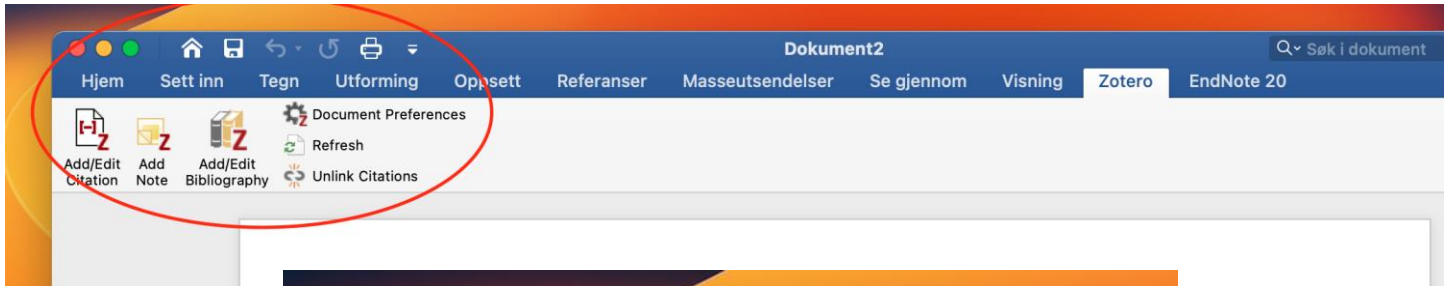 Dokument2
Søk i dokument
Hjem Sett inn Tegn Utforming Oppsett Referanser Masseutsendelser Se gjennom Visning Zotero EndNote 20
Add/Edit Citation
Add Note
Add/Edit Bibliography
Document Preferences
Refresh
Unlink Citations